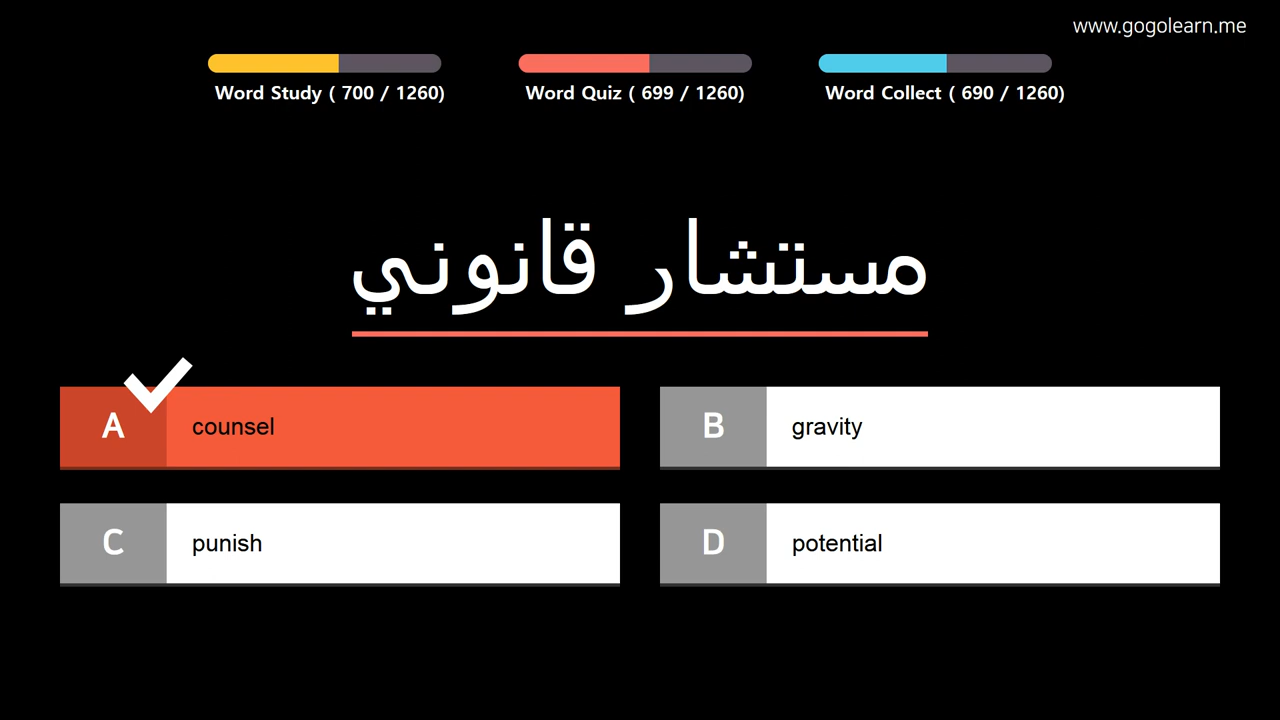 www.gogolearn.me
Word Study ( 700 / 1260)
Word Quiz ( 699 / 1260)
Word Collect ( 690 / 1260)
مستشار قانوني
A counsel
B gravity
C punish
D potential